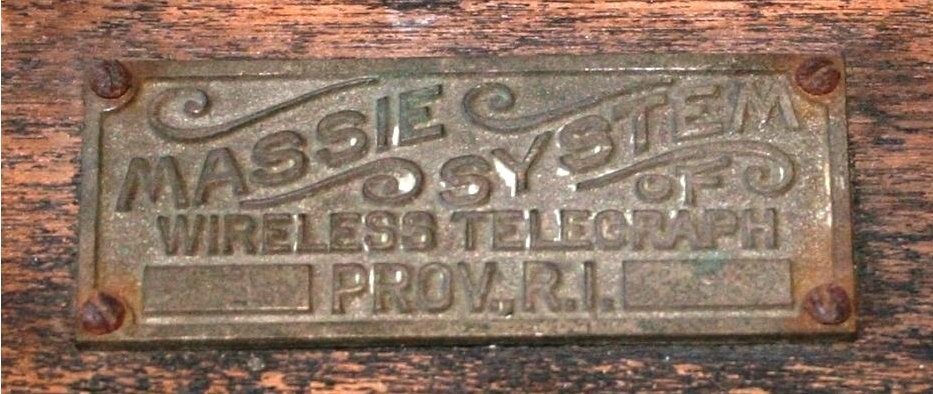 MASSIE SYSTEM
OF
WIRELESS TELEGRAPH
PROV., R.I.